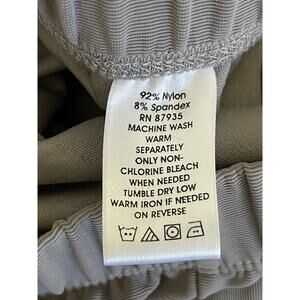 92% Nylon
8% Spandex
RN 87935
MACHINE WASH
WARM
SEPARATELY
ONLY NON-
CHLORINE BLEACH
WHEN NEEDED
TUMBLE DRY LOW
WARM IRON IF NEEDED
ON REVERSE